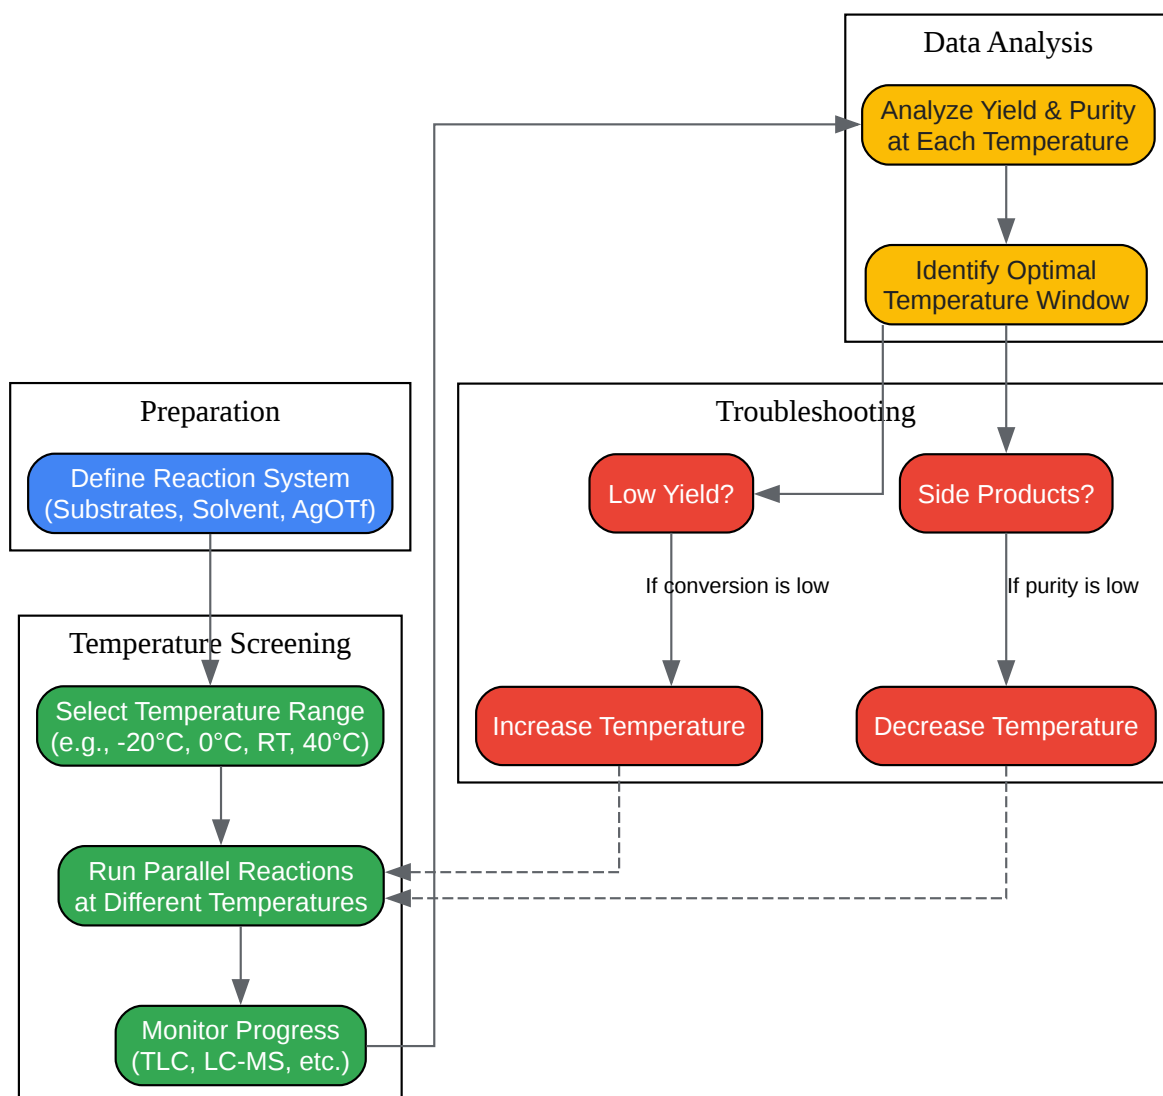 Data Analysis
Analyze Yield & Purity
at Each Temperature
Identify Optimal
Temperature Window
Preparation
Define Reaction System
(Substrates, Solvent, AgOTf)
Troubleshooting
Low Yield?
Side Products?
If conversion is low
If purity is low
Increase Temperature
Decrease Temperature
Temperature Screening
Select Temperature Range
(e.g., -20°C, 0°C, RT, 40°C)
Run Parallel Reactions
at Different Temperatures
Monitor Progress
(TLC, LC-MS, etc.)